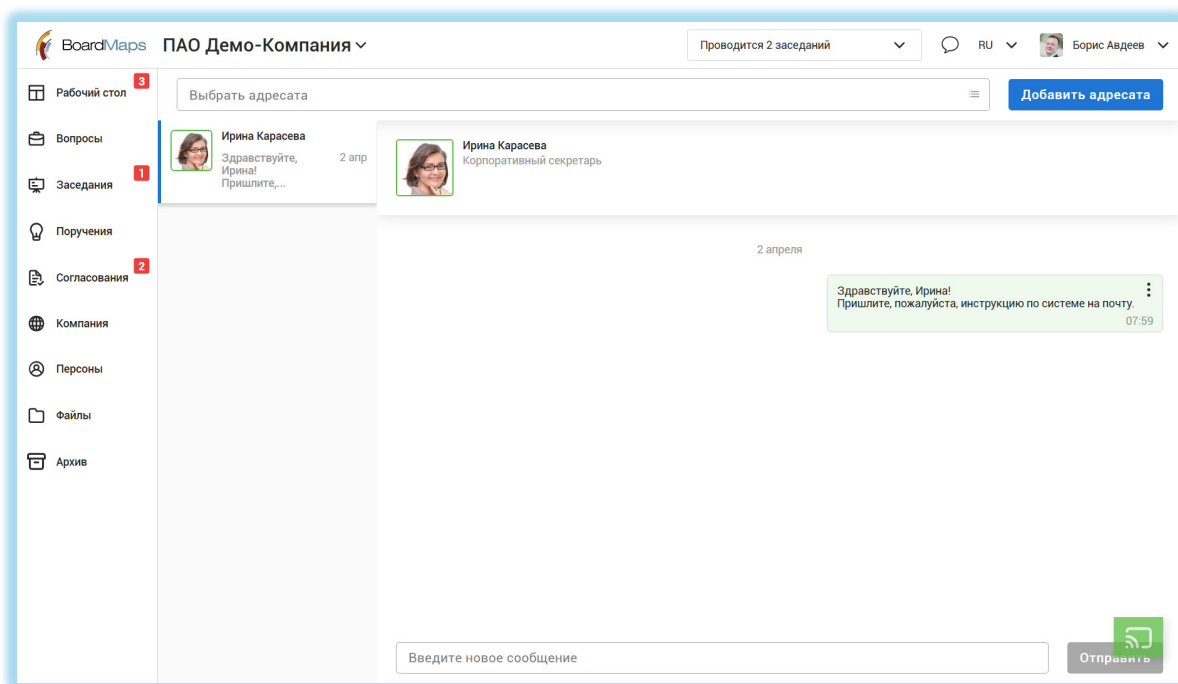 BoardMaps
ПАО Демо-Компания
Проводится 2 заседаний
RU
Борис Авдеев
Рабочий стол
3
Вопросы
Заседания
1
Поручения
Согласования
2
Компания
Персоны
Файлы
Архив
Выбрать адресата
Добавить адресата
Ирина Карасева
Здравствуйте,
Ирина!
Пришлите,...
2 апр
Ирина Карасева
Корпоративный секретарь
2 апреля
Здравствуйте, Ирина!
Пришлите, пожалуйста, инструкцию по системе на почту.
07:59
Введите новое сообщение
Отправить